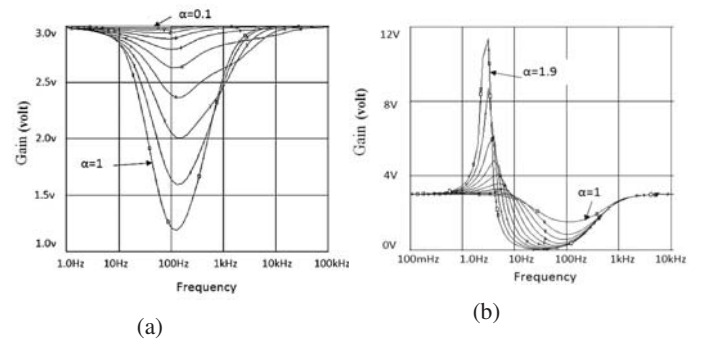 α=0.1
3.0v
2.5v
2.0v
1.5v
1.0v
Gain (volt)
α=1
1.0Hz
10Hz
100Hz
1kHz
10kHz
100kHz
Frequency
(a)
12V
8V
4V
0V
Gain (volt)
α=1.9
α=1
100mHz
1.0Hz
10Hz
100Hz
1kHz
10kHz
Frequency
(b)